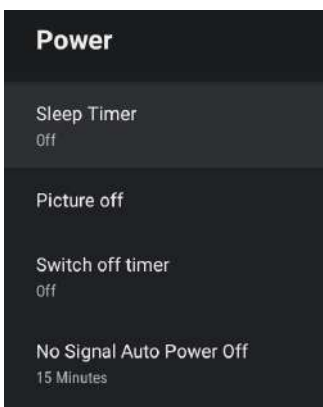 Power
Sleep Timer
Off
Picture off
Switch off timer
Off
No Signal Auto Power Off
15 Minutes